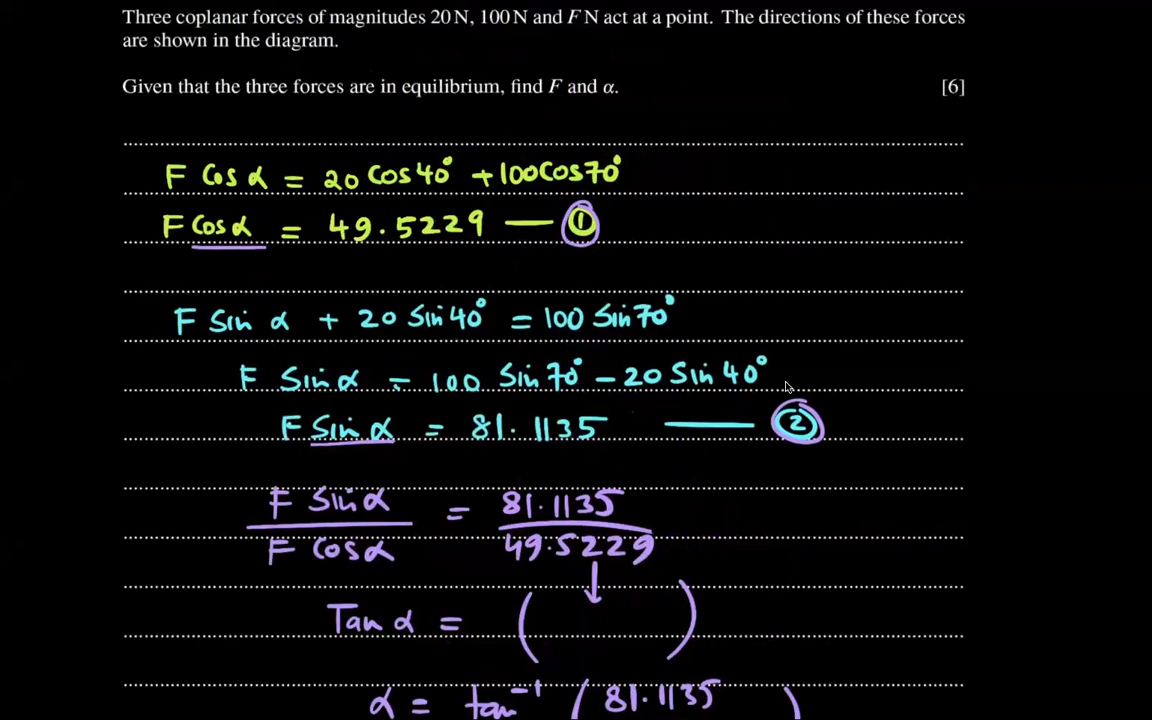 Three coplanar forces of magnitudes 20 N, 100 N and F N act at a point. The directions of these forces
are shown in the diagram.
Given that the three forces are in equilibrium, find F and α. [6]
F Cos α = 20 Cos 40° + 100 Cos 70°
F Cos α = 49.5229 — ①
F Sin α + 20 Sin 40° = 100 Sin 70°
F Sin α = 100 Sin 70° − 20 Sin 40°
F Sin α = 81.1135 — ②
F Sin α = 81.1135
F Cos α 49.5229
Tan α = ( )
α = tan⁻¹ ( 81.1135 )